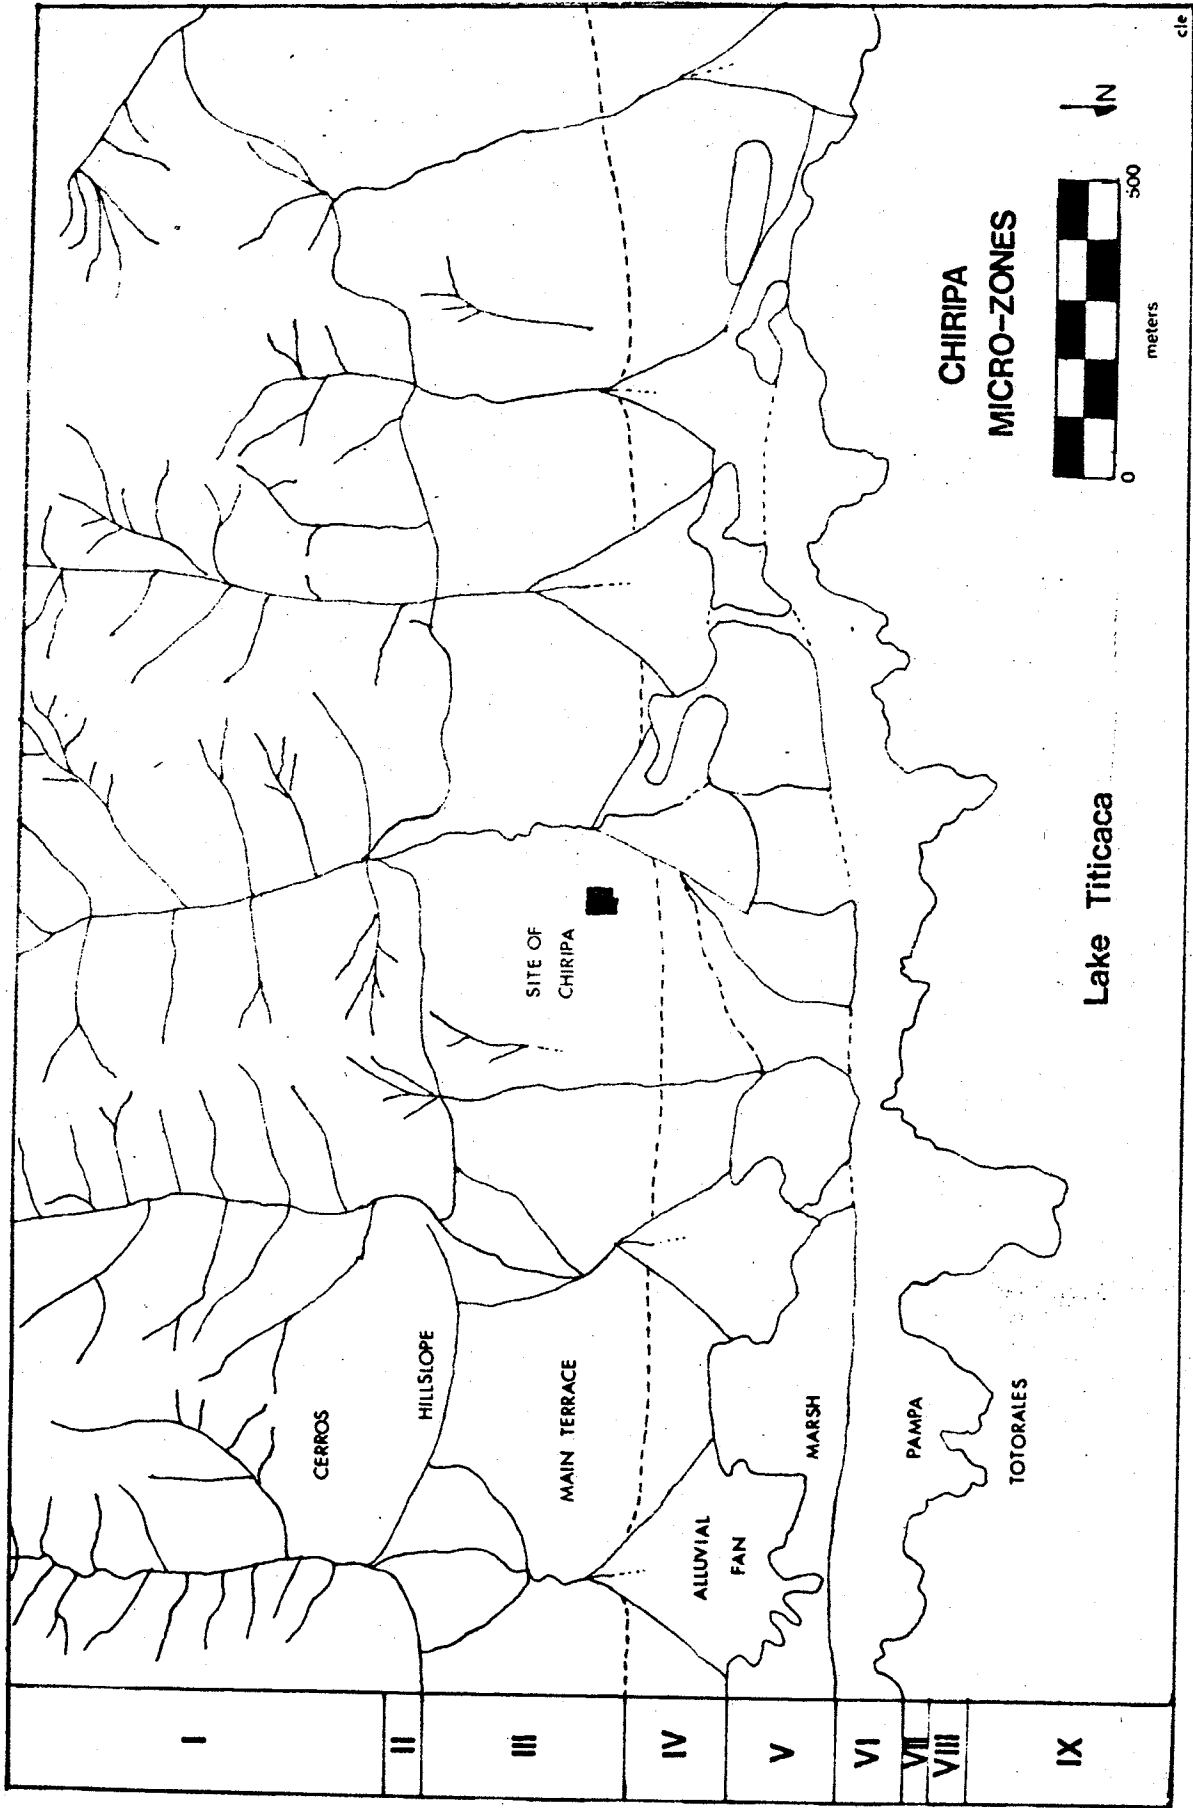 I
II
III
IV
V
VI
VII
VIII
IX
CERROS
HILLSLOPE
MAIN TERRACE
ALLUVIAL
FAN
MARSH
PAMPA
TOTORALES
SITE OF
CHIRIPA
Lake Titicaca
CHIRIPA
MICRO-ZONES
0
500
meters
N
cle